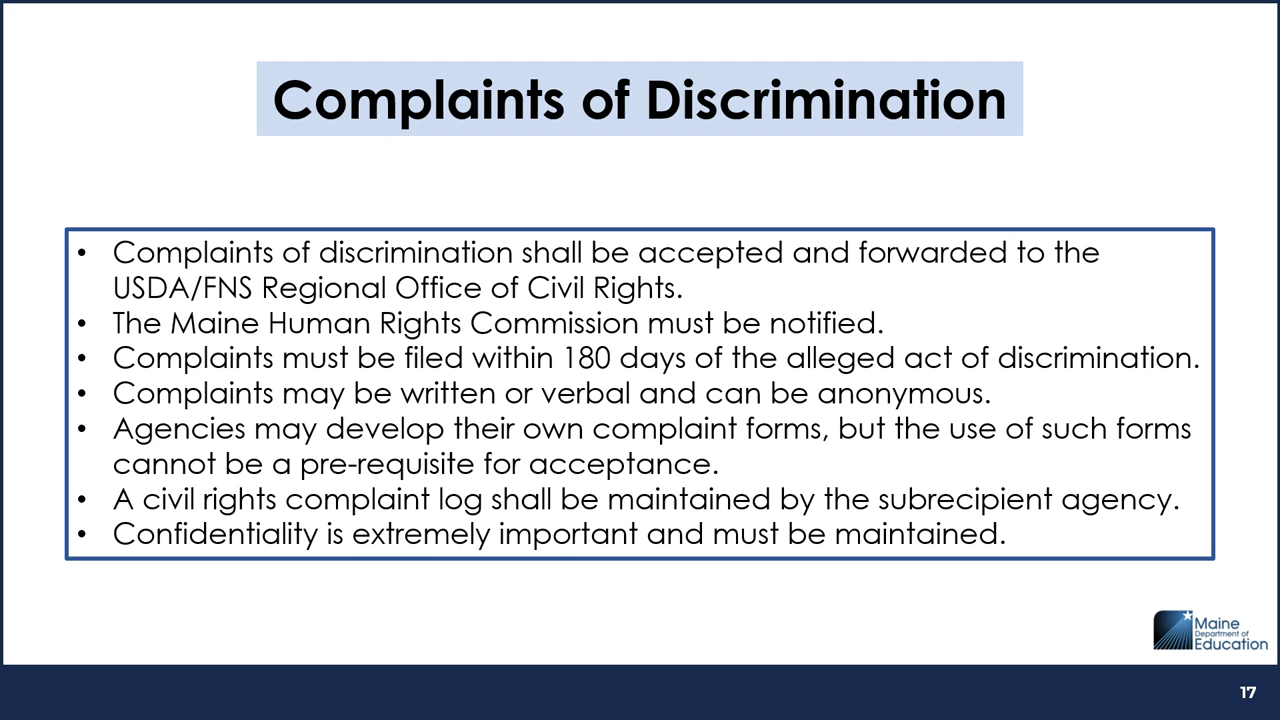 Complaints of Discrimination
• Complaints of discrimination shall be accepted and forwarded to the
USDA/FNS Regional Office of Civil Rights.
• The Maine Human Rights Commission must be notified.
• Complaints must be filed within 180 days of the alleged act of discrimination.
• Complaints may be written or verbal and can be anonymous.
• Agencies may develop their own complaint forms, but the use of such forms
cannot be a pre-requisite for acceptance.
• A civil rights complaint log shall be maintained by the subrecipient agency.
• Confidentiality is extremely important and must be maintained.
Maine
Department of
Education
17